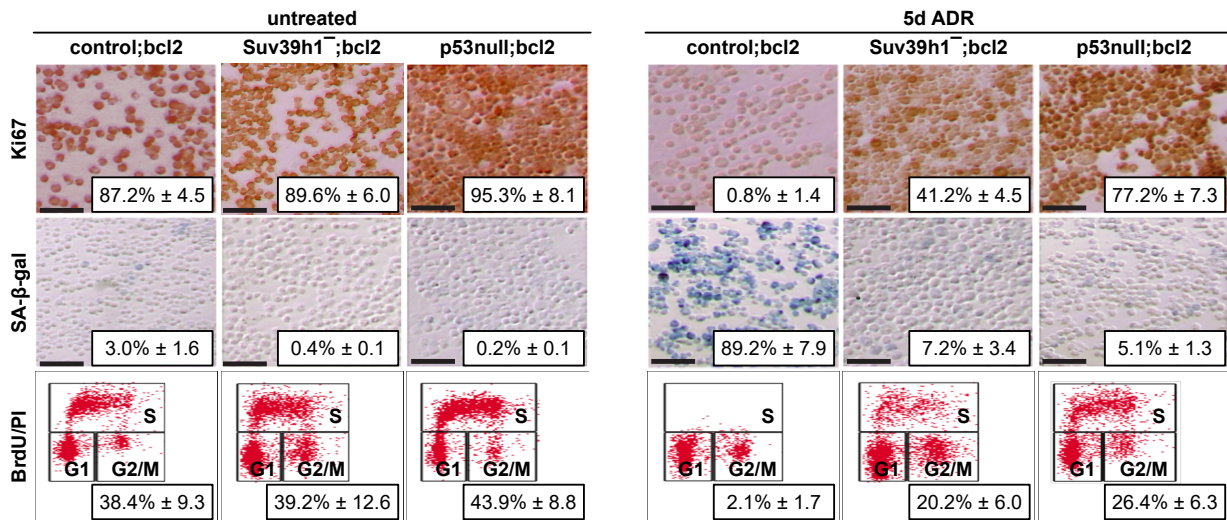 untreated
5d ADR
control;bcl2 Suv39h1⁻;bcl2 p53null;bcl2
control;bcl2 Suv39h1⁻;bcl2 p53null;bcl2
Ki67
87.2% ± 4.5 89.6% ± 6.0 95.3% ± 8.1
0.8% ± 1.4 41.2% ± 4.5 77.2% ± 7.3
SA-β-gal
3.0% ± 1.6 0.4% ± 0.1 0.2% ± 0.1
89.2% ± 7.9 7.2% ± 3.4 5.1% ± 1.3
BrdU/PI
S S S
S S S
G1 G2/M G1 G2/M G1 G2/M
G1 G2/M G1 G2/M G1 G2/M
38.4% ± 9.3 39.2% ± 12.6 43.9% ± 8.8
2.1% ± 1.7 20.2% ± 6.0 26.4% ± 6.3